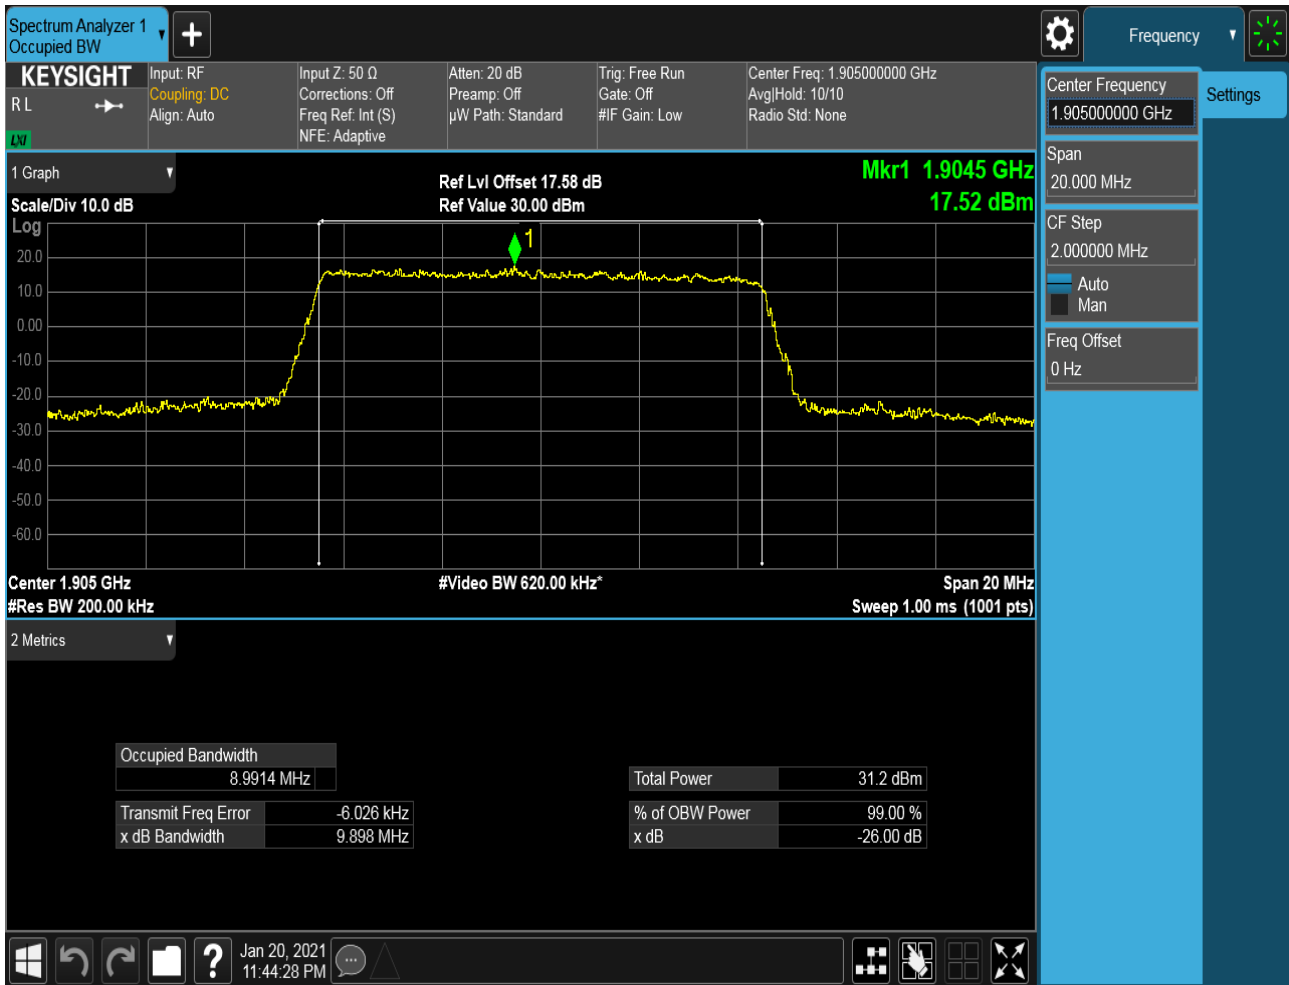 Spectrum Analyzer 1
Occupied BW
Frequency
KEYSIGHT
R L
LXI
Input: RF
Coupling: DC
Align: Auto
Input Z: 50 Ω
Corrections: Off
Freq Ref: Int (S)
NFE: Adaptive
Atten: 20 dB
Preamp: Off
µW Path: Standard
Trig: Free Run
Gate: Off
#IF Gain: Low
Center Freq: 1.905000000 GHz
Avg|Hold: 10/10
Radio Std: None
Center Frequency
1.905000000 GHz
Settings
Span
20.000 MHz
CF Step
2.000000 MHz
Auto
Man
Freq Offset
0 Hz
1 Graph
Scale/Div 10.0 dB
Ref Lvl Offset 17.58 dB
Ref Value 30.00 dBm
Mkr1 1.9045 GHz
17.52 dBm
Log
1
20.0
10.0
0.00
-10.0
-20.0
-30.0
-40.0
-50.0
-60.0
Center 1.905 GHz
#Video BW 620.00 kHz*
Span 20 MHz
#Res BW 200.00 kHz
Sweep 1.00 ms (1001 pts)
2 Metrics
Occupied Bandwidth
8.9914 MHz
Total Power 31.2 dBm
Transmit Freq Error -6.026 kHz
% of OBW Power 99.00 %
x dB Bandwidth 9.898 MHz
x dB -26.00 dB
?
Jan 20, 2021
11:44:28 PM